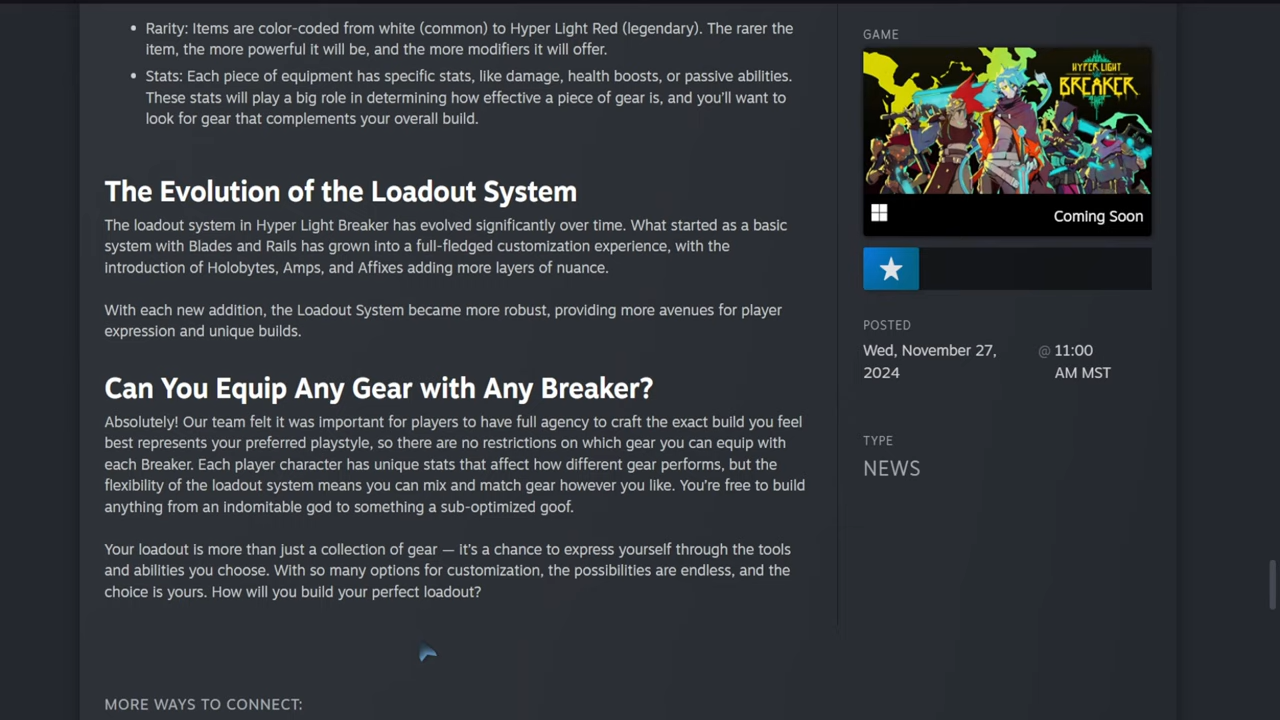 Rarity: Items are color-coded from white (common) to Hyper Light Red (legendary). The rarer the
item, the more powerful it will be, and the more modifiers it will offer.
Stats: Each piece of equipment has specific stats, like damage, health boosts, or passive abilities.
These stats will play a big role in determining how effective a piece of gear is, and you'll want to
look for gear that complements your overall build.
The Evolution of the Loadout System
The loadout system in Hyper Light Breaker has evolved significantly over time. What started as a basic
system with Blades and Rails has grown into a full-fledged customization experience, with the
introduction of Holobytes, Amps, and Affixes adding more layers of nuance.
With each new addition, the Loadout System became more robust, providing more avenues for player
expression and unique builds.
Can You Equip Any Gear with Any Breaker?
Absolutely! Our team felt it was important for players to have full agency to craft the exact build you feel
best represents your preferred playstyle, so there are no restrictions on which gear you can equip with
each Breaker. Each player character has unique stats that affect how different gear performs, but the
flexibility of the loadout system means you can mix and match gear however you like. You're free to build
anything from an indomitable god to something a sub-optimized goof.
Your loadout is more than just a collection of gear — it's a chance to express yourself through the tools
and abilities you choose. With so many options for customization, the possibilities are endless, and the
choice is yours. How will you build your perfect loadout?
MORE WAYS TO CONNECT:
GAME
HYPER LIGHT
BREAKER
Coming Soon
POSTED
Wed, November 27, @ 11:00
2024 AM MST
TYPE
NEWS